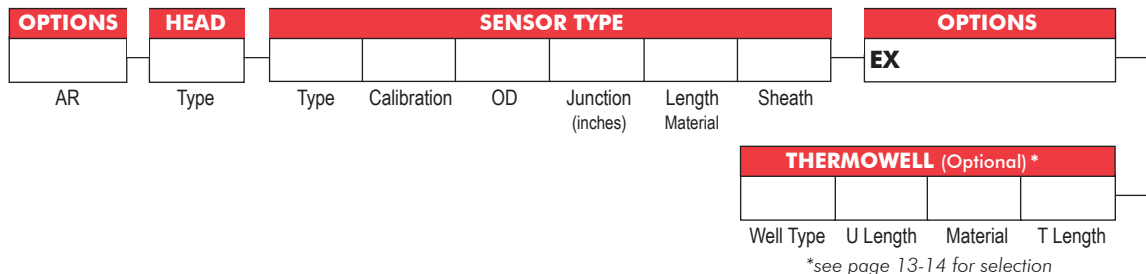 OPTIONS HEAD SENSOR TYPE OPTIONS
EX
AR Type Type Calibration OD Junction Length Sheath
(inches) Material
THERMOWELL (Optional) *
Well Type U Length Material T Length
*see page 13-14 for selection